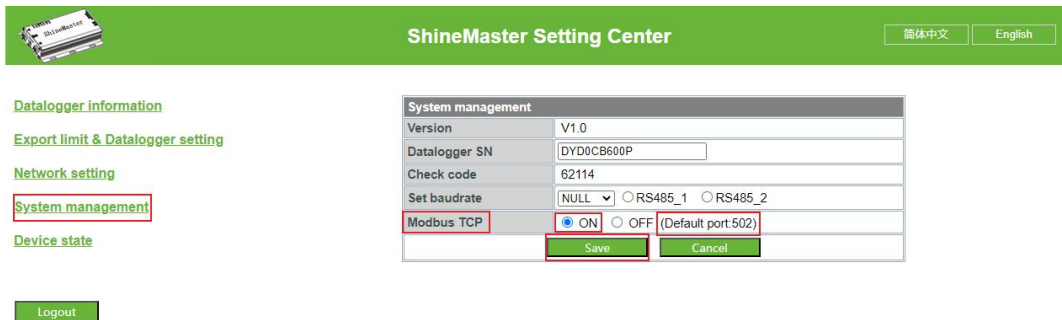 ShineMaster
ShineMaster Setting Center
简体中文 English
Datalogger information
Export limit & Datalogger setting
Network setting
System management
Device state
Logout
System management
Version V1.0
Datalogger SN DYD0CB600P
Check code 62114
Set baudrate NULL RS485_1 RS485_2
Modbus TCP ON OFF (Default port:502)
Save Cancel